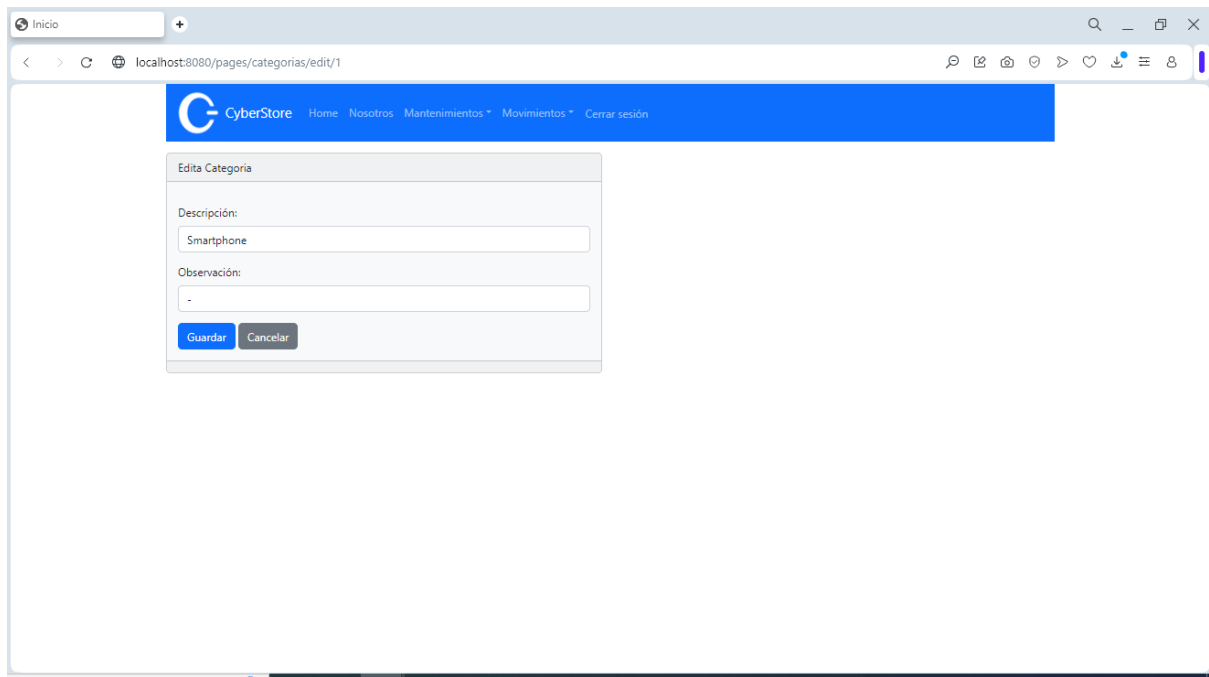 Inicio
localhost:8080/pages/categorias/edit/1
CyberStore Home Nosotros Mantenimientos Movimientos Cerrar sesión
Edita Categoria
Descripción:
Smartphone
Observación:
-
Guardar Cancelar